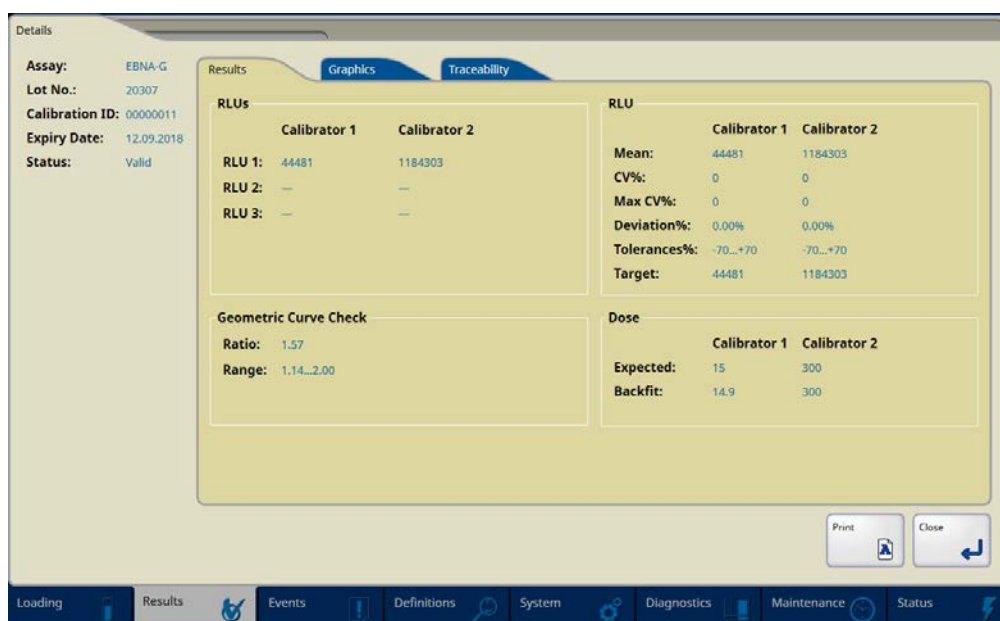 Details
Assay: EBNA-G
Lot No.: 20307
Calibration ID: 00000011
Expiry Date: 12.09.2018
Status: Valid
Results Graphics Traceability
RLUs
Calibrator 1 Calibrator 2
RLU 1: 44481 1184303
RLU 2: — —
RLU 3: — —
RLU
Calibrator 1 Calibrator 2
Mean: 44481 1184303
CV%: 0 0
Max CV%: 0 0
Deviation%: 0.00% 0.00%
Tolerances%: -70...+70 -70...+70
Target: 44481 1184303
Geometric Curve Check
Ratio: 1.57
Range: 1.14...2.00
Dose
Calibrator 1 Calibrator 2
Expected: 15 300
Backfit: 14.9 300
Print Close
Loading Results Events Definitions System Diagnostics Maintenance Status